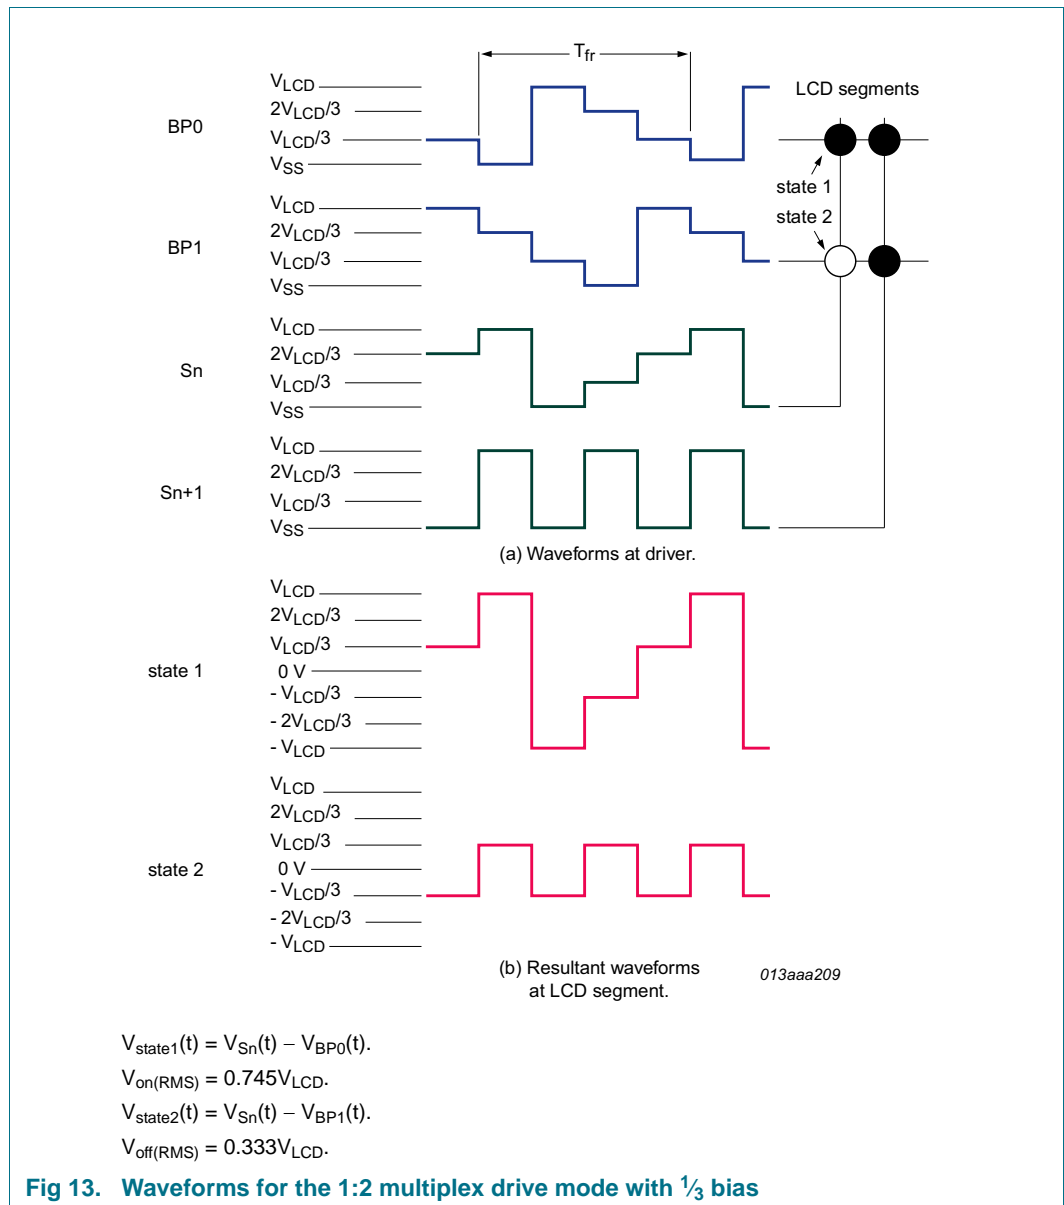 T_fr
V_LCD
2V_LCD/3
V_LCD/3
V_SS
BP0
LCD segments
state 1
state 2
V_LCD
2V_LCD/3
V_LCD/3
V_SS
BP1
V_LCD
2V_LCD/3
V_LCD/3
V_SS
Sn
V_LCD
2V_LCD/3
V_LCD/3
V_SS
Sn+1
(a) Waveforms at driver.
V_LCD
2V_LCD/3
V_LCD/3
0 V
- V_LCD/3
- 2V_LCD/3
- V_LCD
state 1
V_LCD
2V_LCD/3
V_LCD/3
0 V
- V_LCD/3
- 2V_LCD/3
- V_LCD
state 2
(b) Resultant waveforms
at LCD segment.
013aaa209
V_state1(t) = V_Sn(t) − V_BP0(t).
V_on(RMS) = 0.745V_LCD.
V_state2(t) = V_Sn(t) − V_BP1(t).
V_off(RMS) = 0.333V_LCD.
Fig 13. Waveforms for the 1:2 multiplex drive mode with 1⁄3 bias